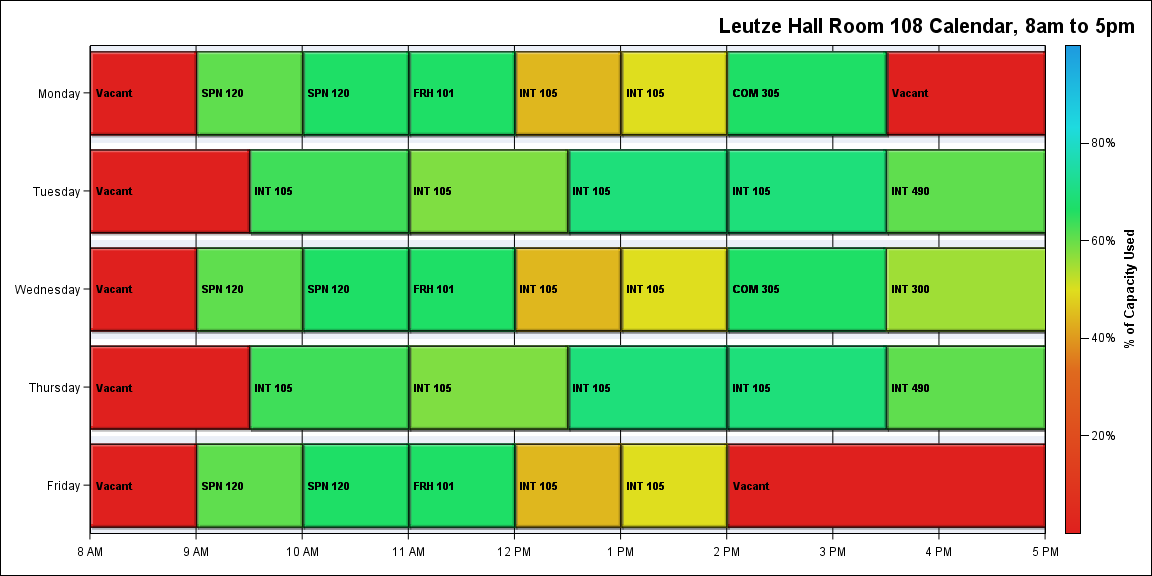 Leutze Hall Room 108 Calendar, 8am to 5pm
Monday
Vacant
SPN 120
SPN 120
FRH 101
INT 105
INT 105
COM 305
Vacant
Tuesday
Vacant
INT 105
INT 105
INT 105
INT 105
INT 490
Wednesday
Vacant
SPN 120
SPN 120
FRH 101
INT 105
INT 105
COM 305
INT 300
Thursday
Vacant
INT 105
INT 105
INT 105
INT 105
INT 490
Friday
Vacant
SPN 120
SPN 120
FRH 101
INT 105
INT 105
Vacant
8 AM
9 AM
10 AM
11 AM
12 PM
1 PM
2 PM
3 PM
4 PM
5 PM
80%
60%
40%
20%
% of Capacity Used